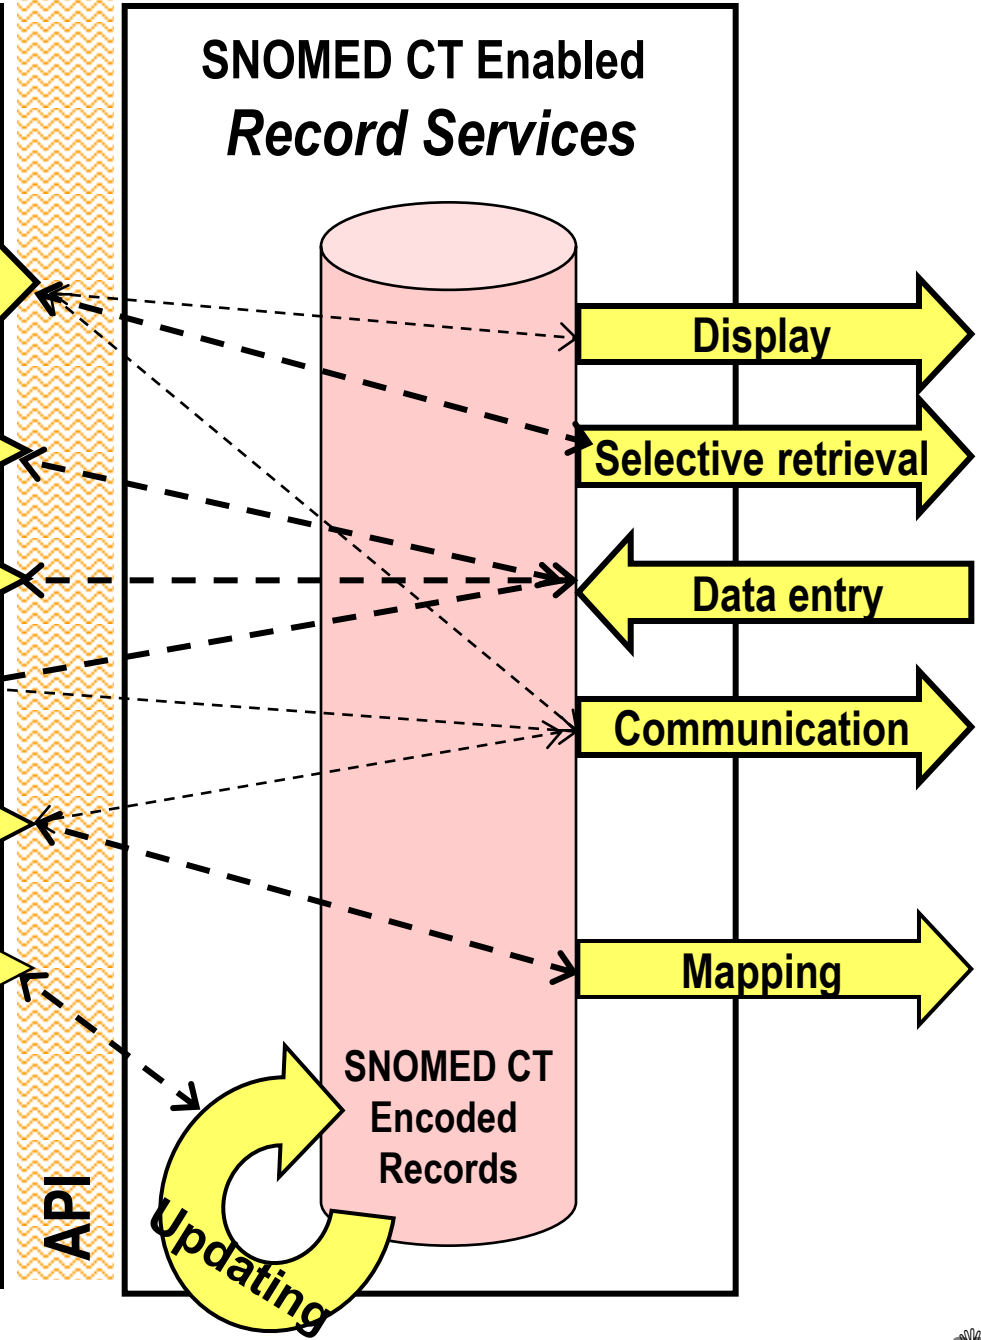 SNOMED CT Enabled
Record Services
Display
Selective retrieval
Data entry
Communication
Mapping
SNOMED CT
Encoded
Records
Updating
API